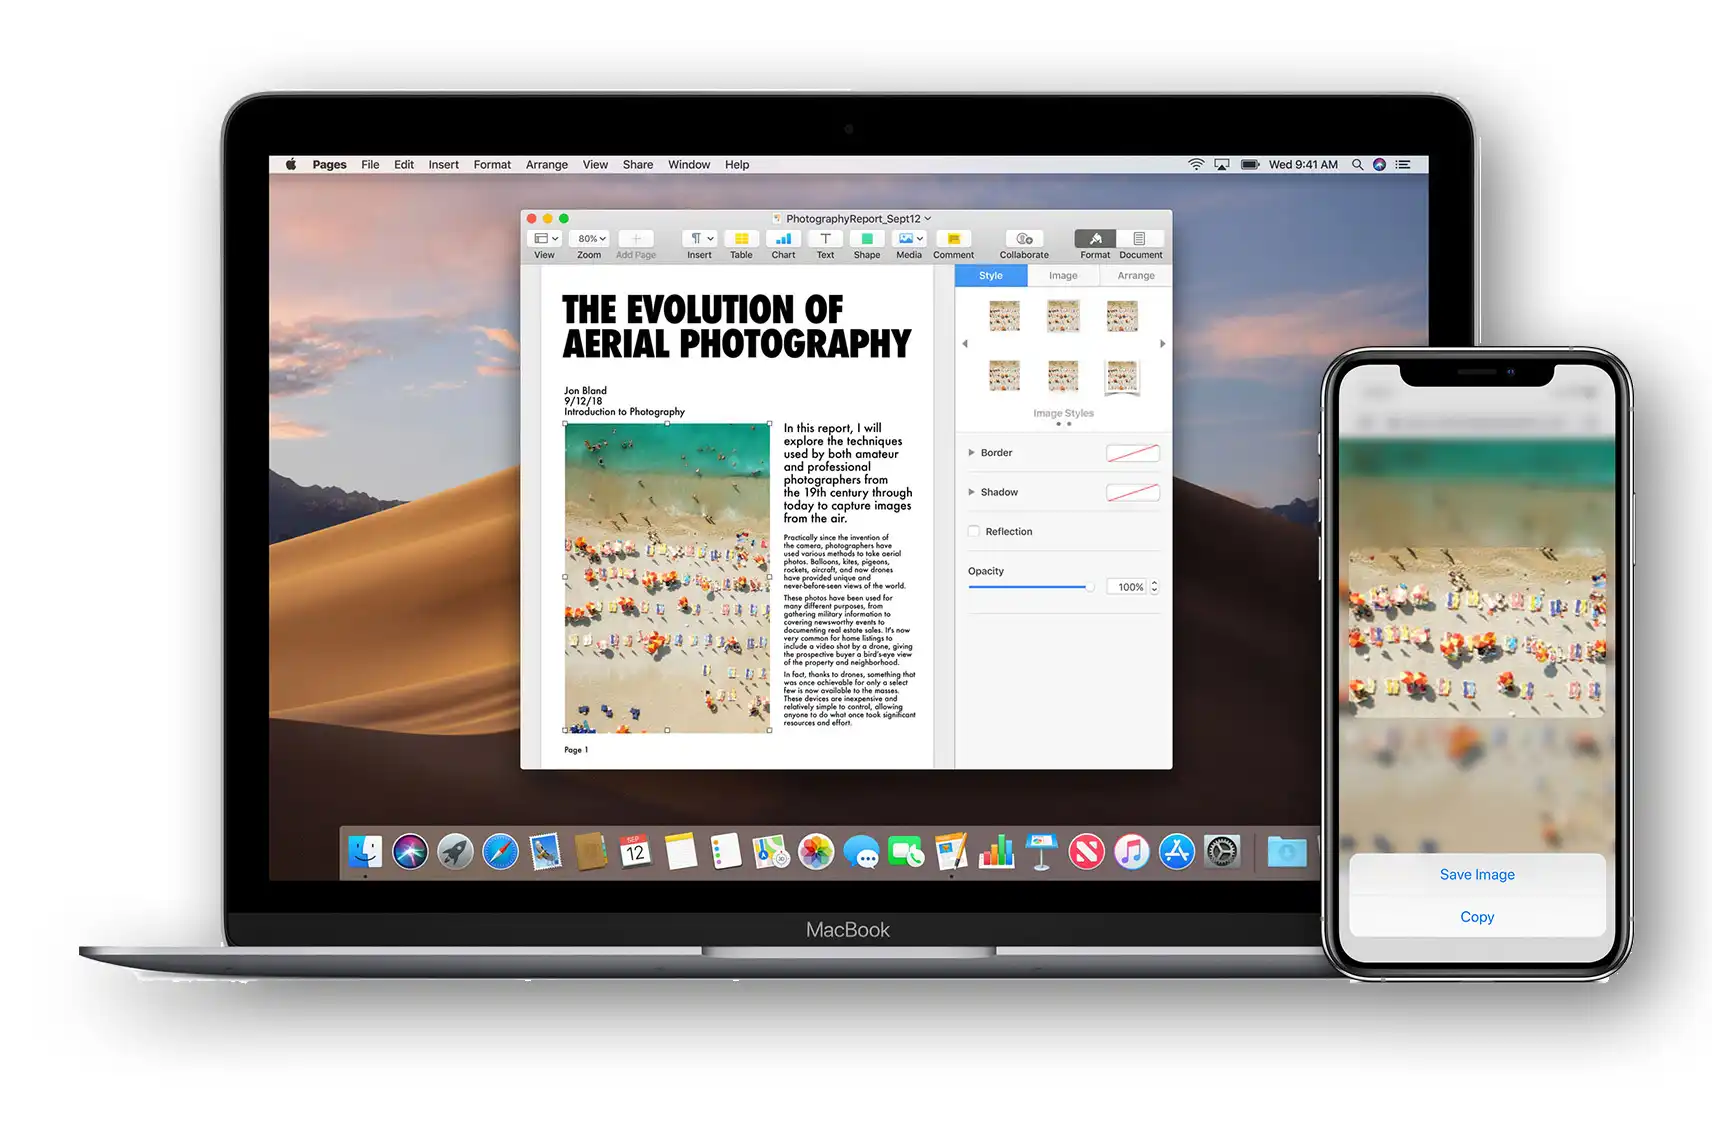 Pages File Edit Insert Format Arrange View Share Window Help
Wed 9:41 AM
PhotographyReport_Sept12
80%
View Zoom Add Page Insert Table Chart Text Shape Media Comment Collaborate Format Document
Style Image Arrange
THE EVOLUTION OF
AERIAL PHOTOGRAPHY
Jon Bland
9/12/18
Introduction to Photography
In this report, I will
explore the techniques
used by both amateur
and professional
photographers from
the 19th century through
today to capture images
from the air.
Practically since the invention of
the camera, photographers have
used various methods to take aerial
photos. Balloons, kites, pigeons,
rockets, aircraft, and now drones
have provided unique and
never-before-seen views of the world.
These photos have been used for
many different purposes, from
gathering military information to
covering newsworthy events to
documenting real estate sales. It's now
very common for home listings to
include a video shot by a drone, giving
the prospective buyer a bird's-eye view
of the property and neighborhood.
In fact, thanks to drones, something that
was once achievable for only a select
few is now available to the masses.
These devices are inexpensive and
relatively simple to control, allowing
anyone to do what once took significant
resources and effort.
Page 1
Image Styles
Border
Shadow
Reflection
Opacity
100%
SEP
12
MacBook
Save Image
Copy